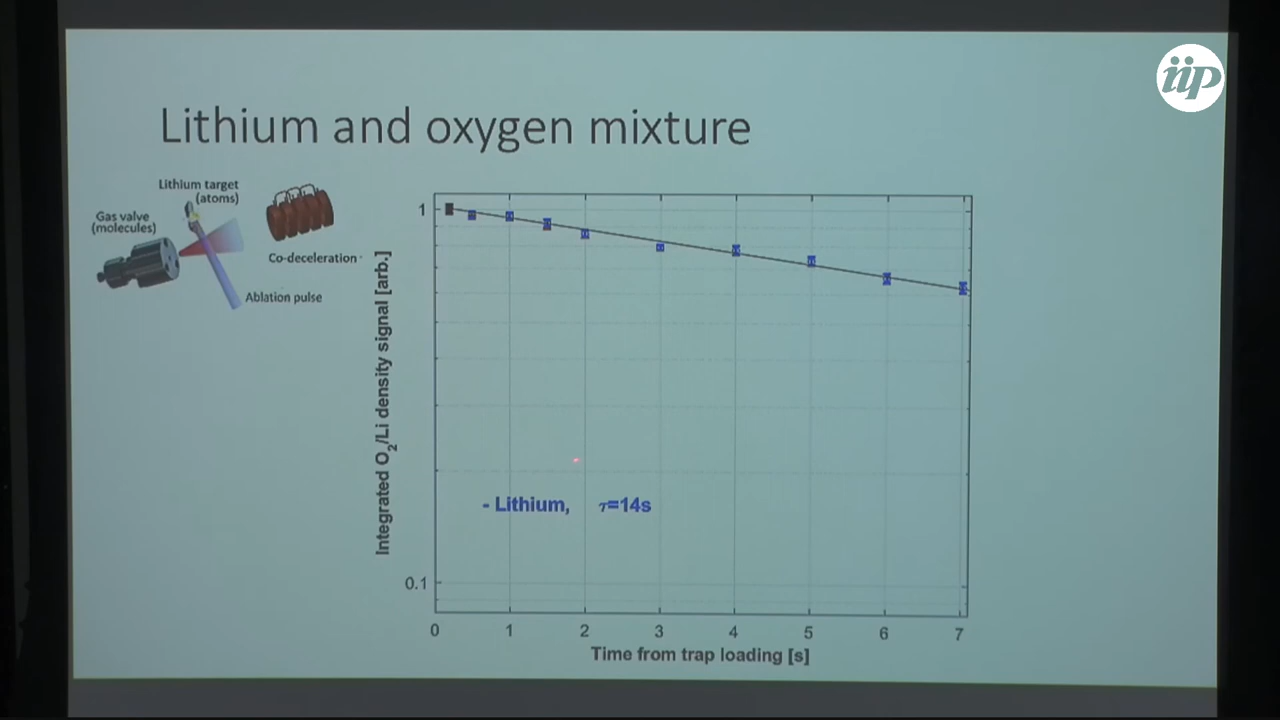 iip
Lithium and oxygen mixture
Lithium target
(atoms)
Gas valve
(molecules)
Co-deceleration
Ablation pulse
Integrated O₂/Li density signal [arb.]
1
0.1
- Lithium, τ=14s
0 1 2 3 4 5 6 7
Time from trap loading [s]